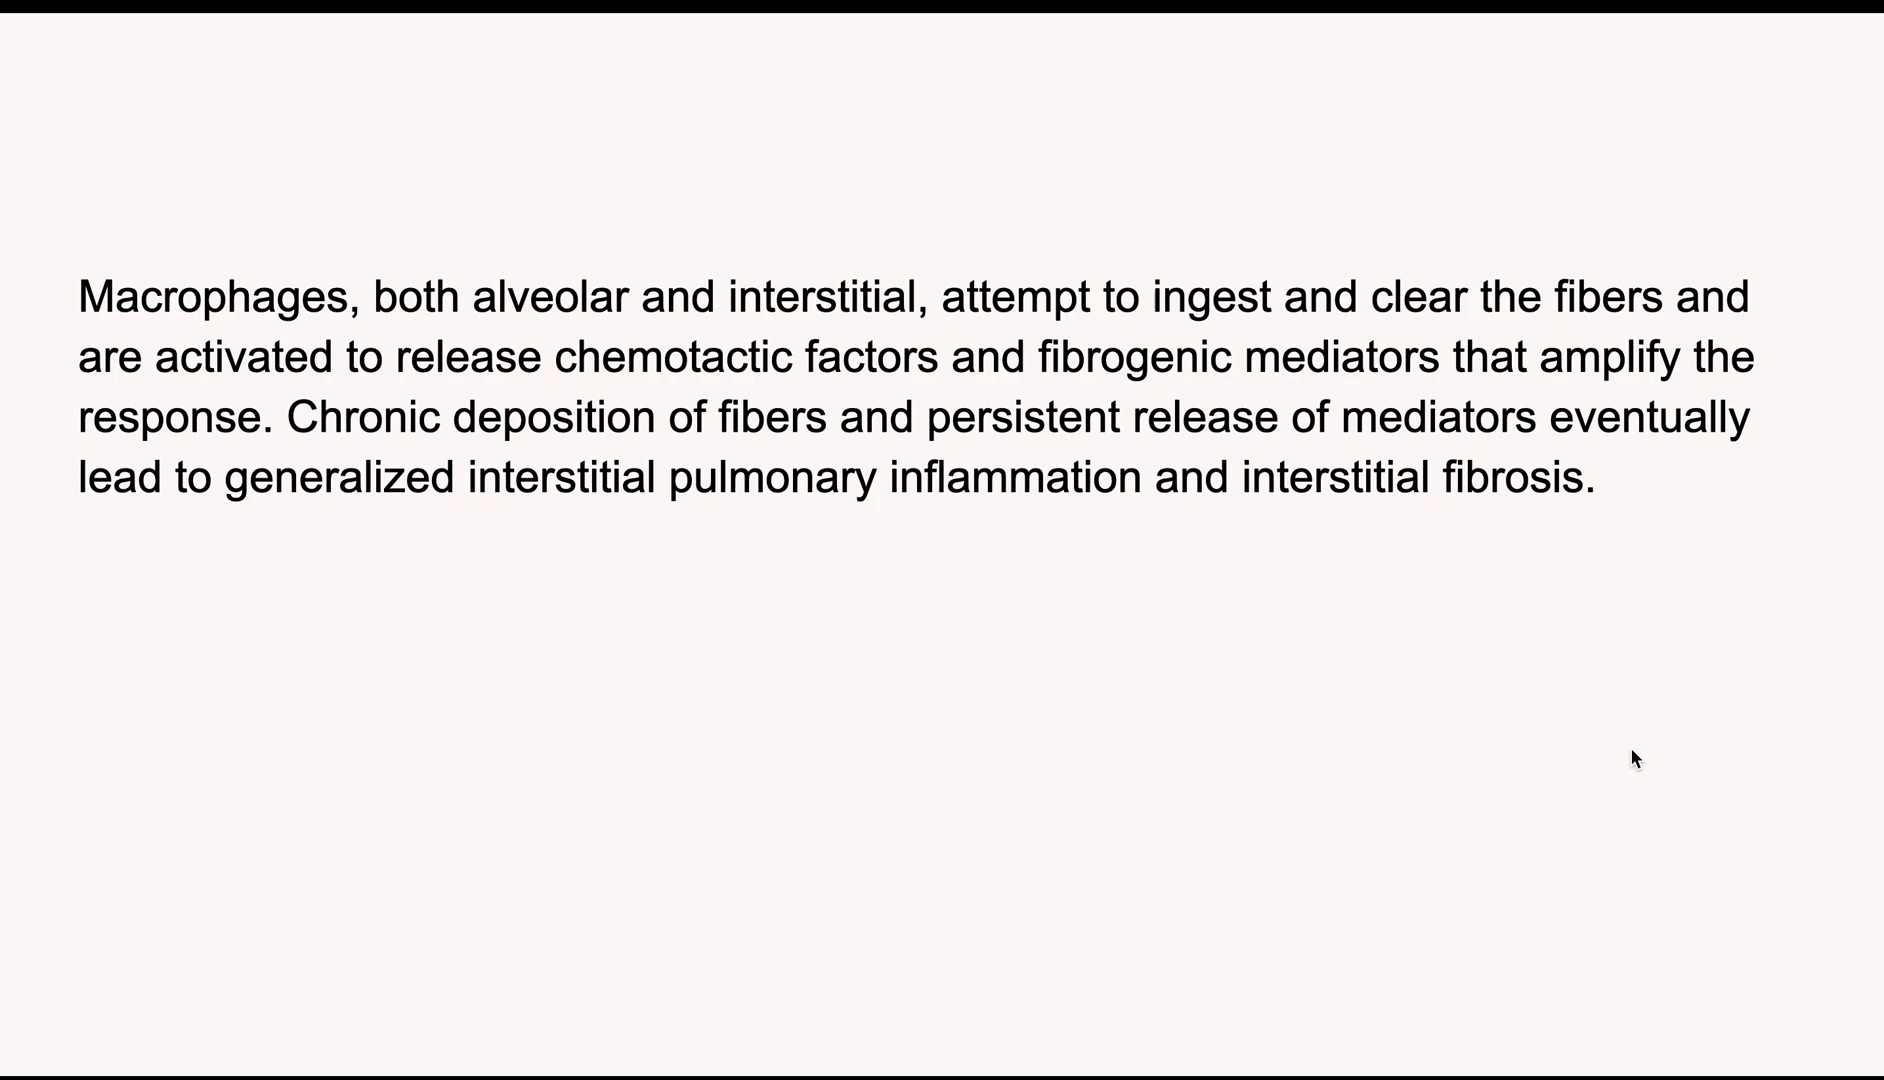 Macrophages, both alveolar and interstitial, attempt to ingest and clear the fibers and
are activated to release chemotactic factors and fibrogenic mediators that amplify the
response. Chronic deposition of fibers and persistent release of mediators eventually
lead to generalized interstitial pulmonary inflammation and interstitial fibrosis.